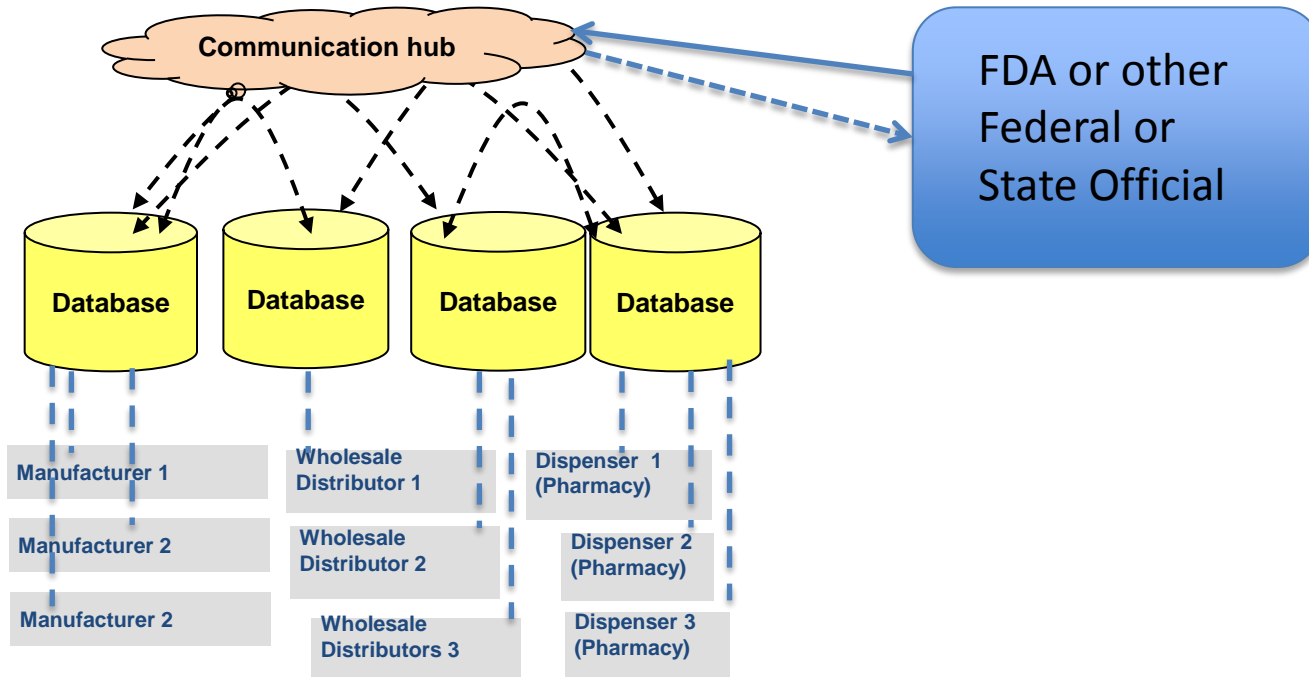 Communication hub
FDA or other
Federal or
State Official
Database
Database
Database
Database
Manufacturer 1
Wholesale
Distributor 1
Dispenser 1
(Pharmacy)
Manufacturer 2
Wholesale
Distributor 2
Dispenser 2
(Pharmacy)
Manufacturer 2
Wholesale
Distributors 3
Dispenser 3
(Pharmacy)